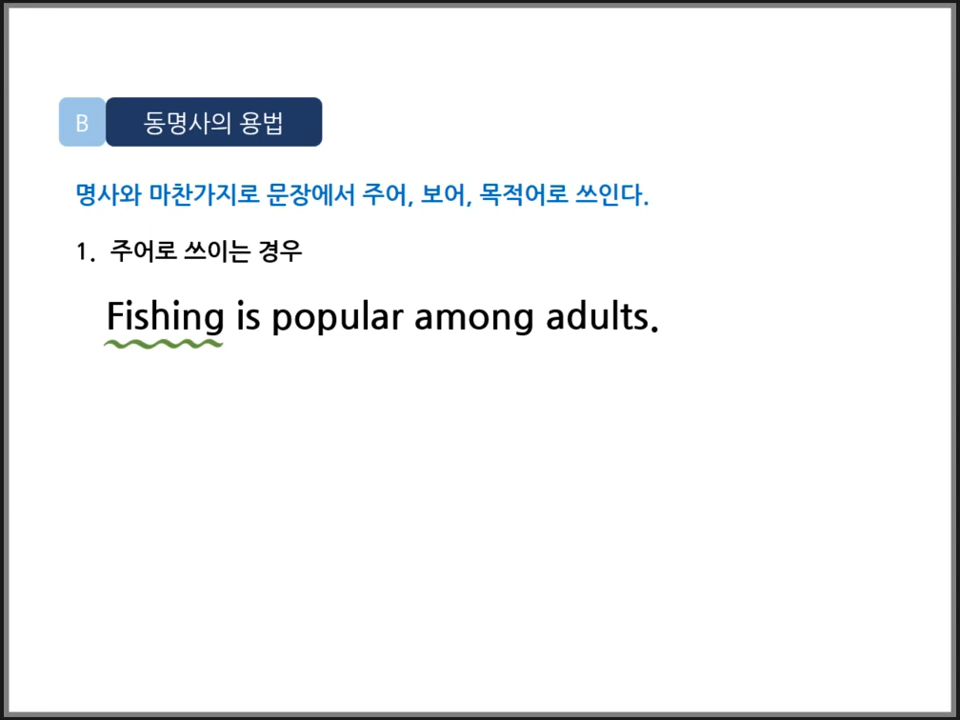 B 동명사의 용법
명사와 마찬가지로 문장에서 주어, 보어, 목적어로 쓰인다.
1. 주어로 쓰이는 경우
Fishing is popular among adults.